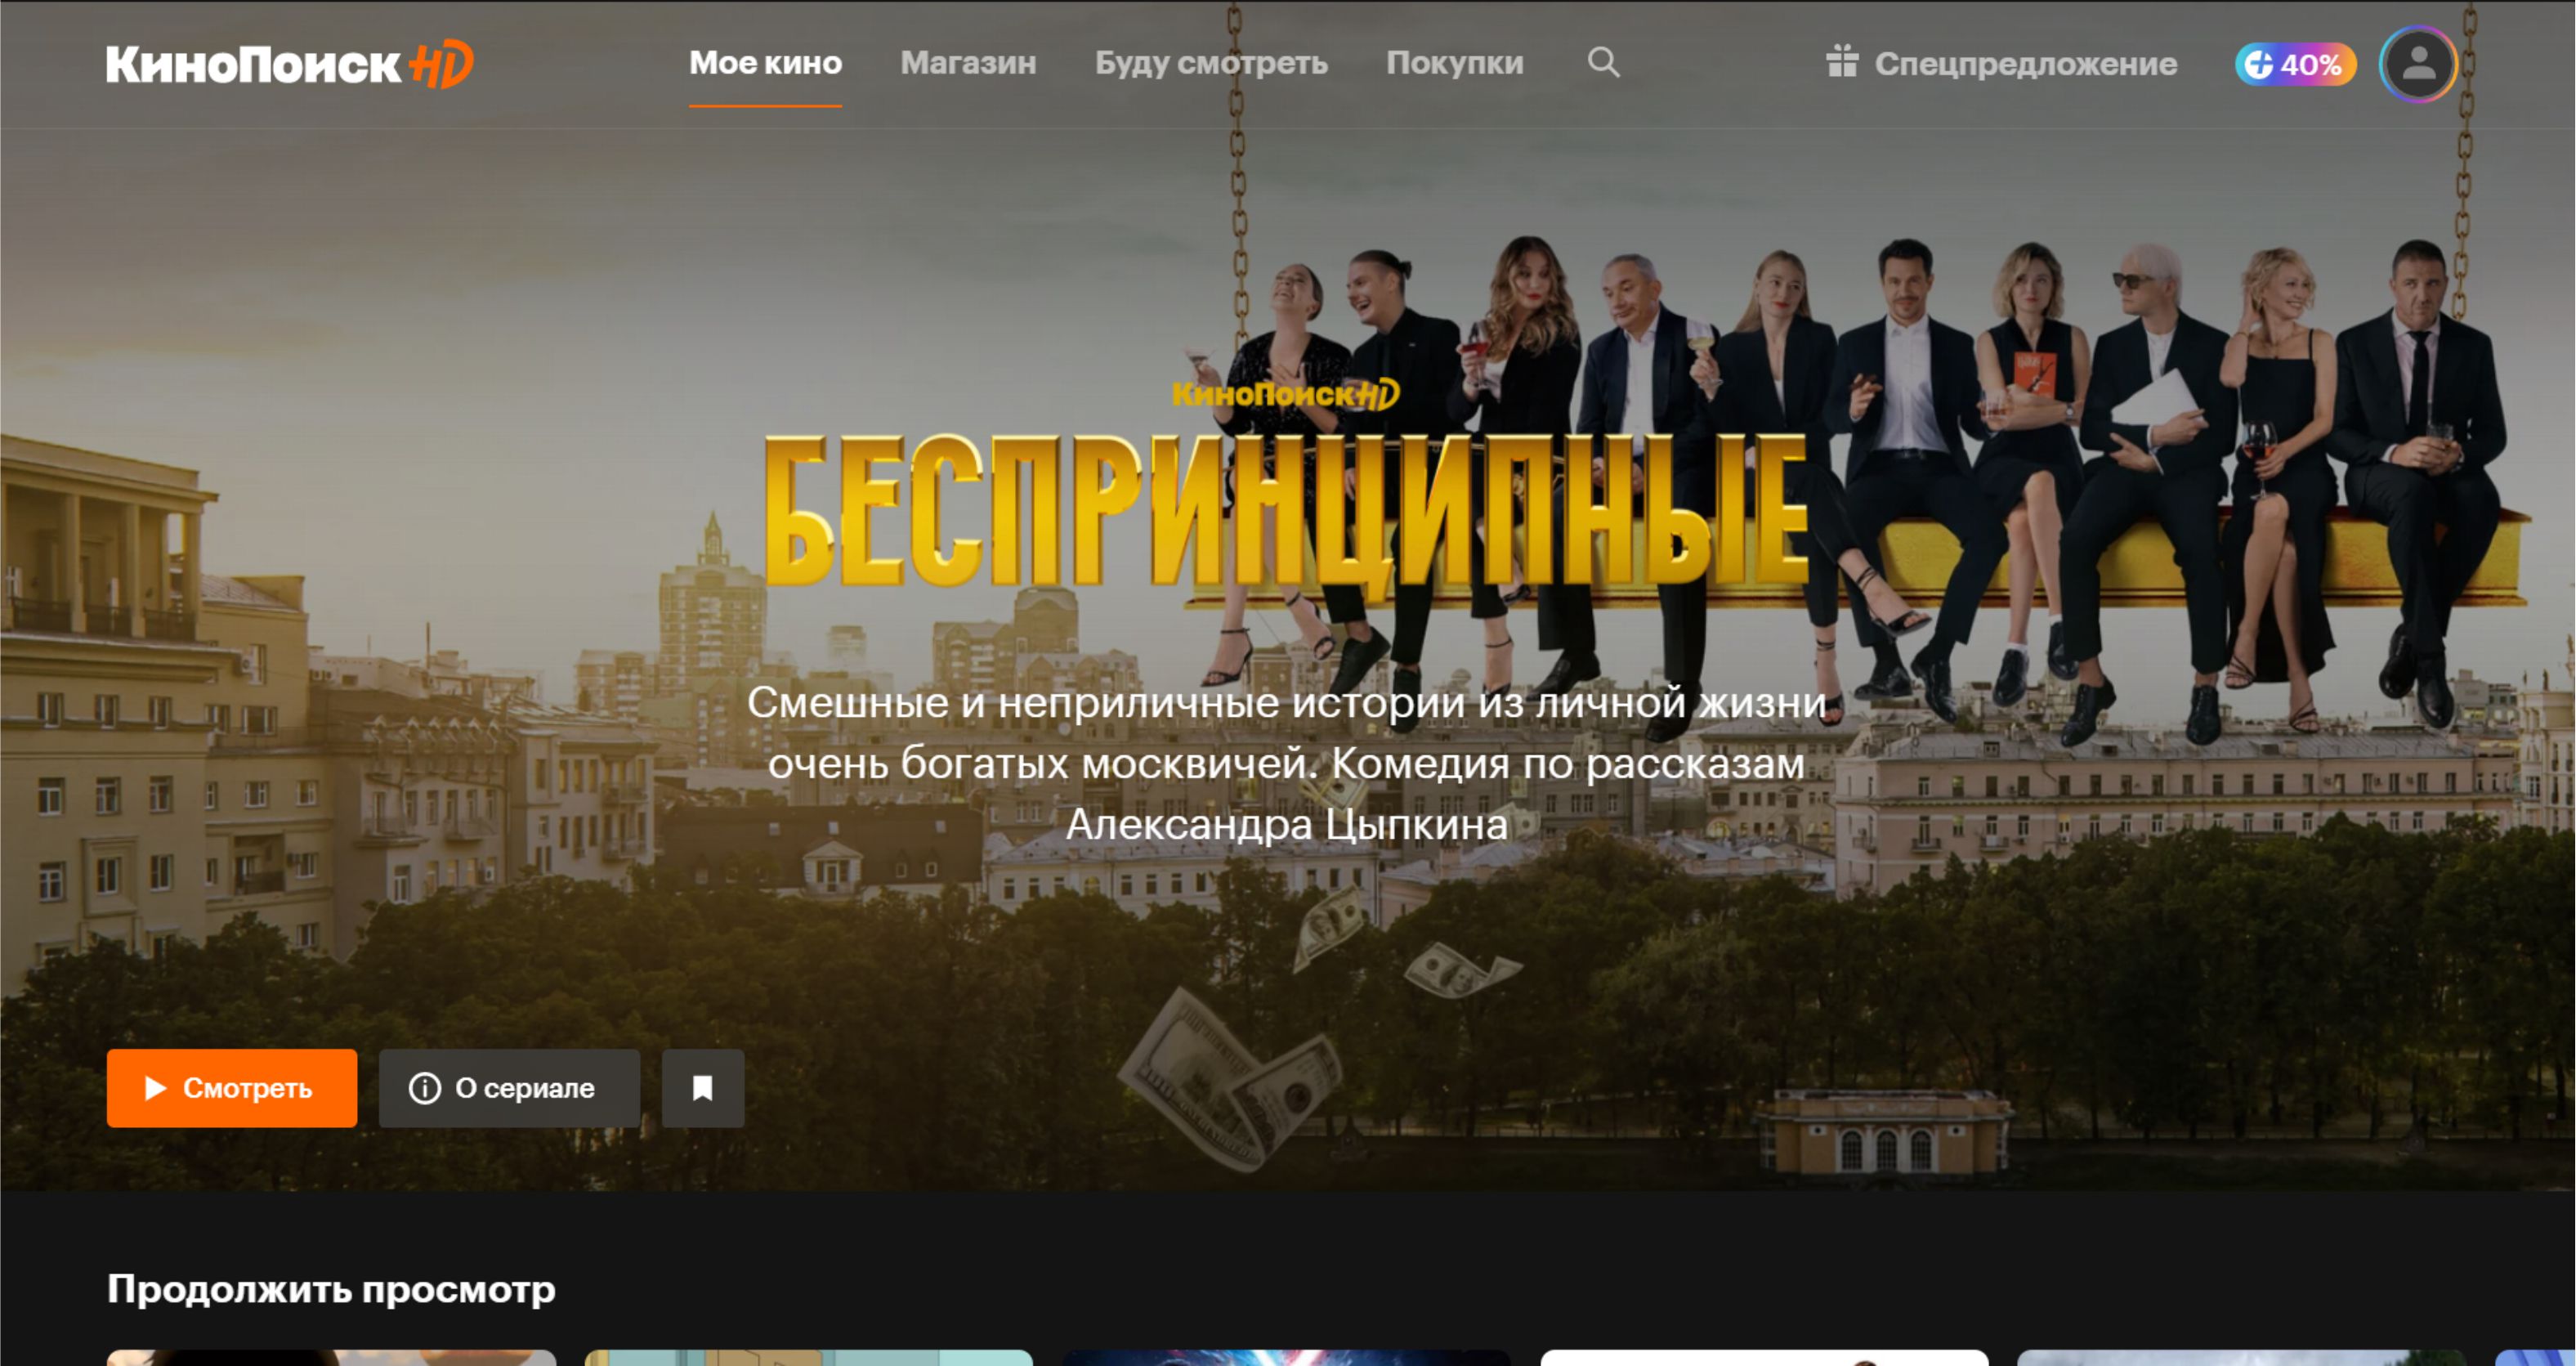 КиноПоиск HD
Мое кино
Магазин
Буду смотреть
Покупки
Спецпредложение
40%
КиноПоиск HD
БЕСПРИНЦИПНЫЕ
Смешные и неприличные истории из личной жизни
очень богатых москвичей. Комедия по рассказам
Александра Цыпкина
Смотреть
О сериале
Продолжить просмотр